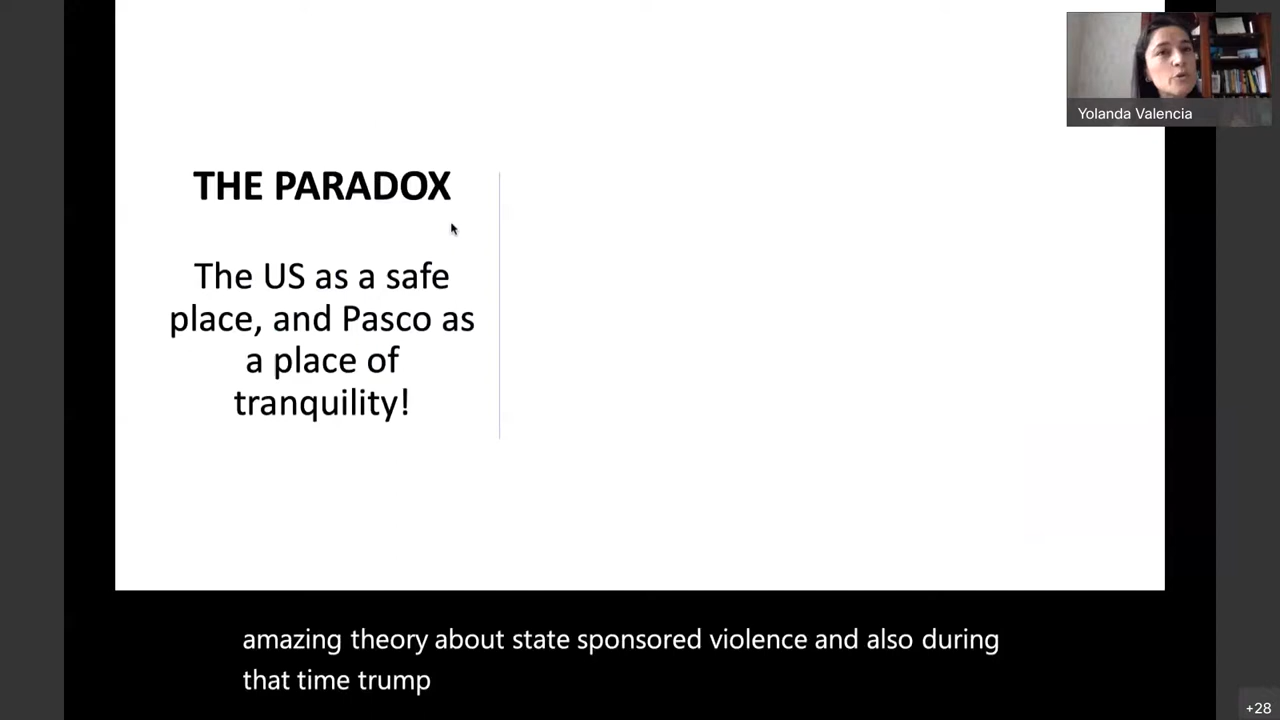 Yolanda Valencia
THE PARADOX
The US as a safe
place, and Pasco as
a place of
tranquility!
amazing theory about state sponsored violence and also during
that time trump
+28